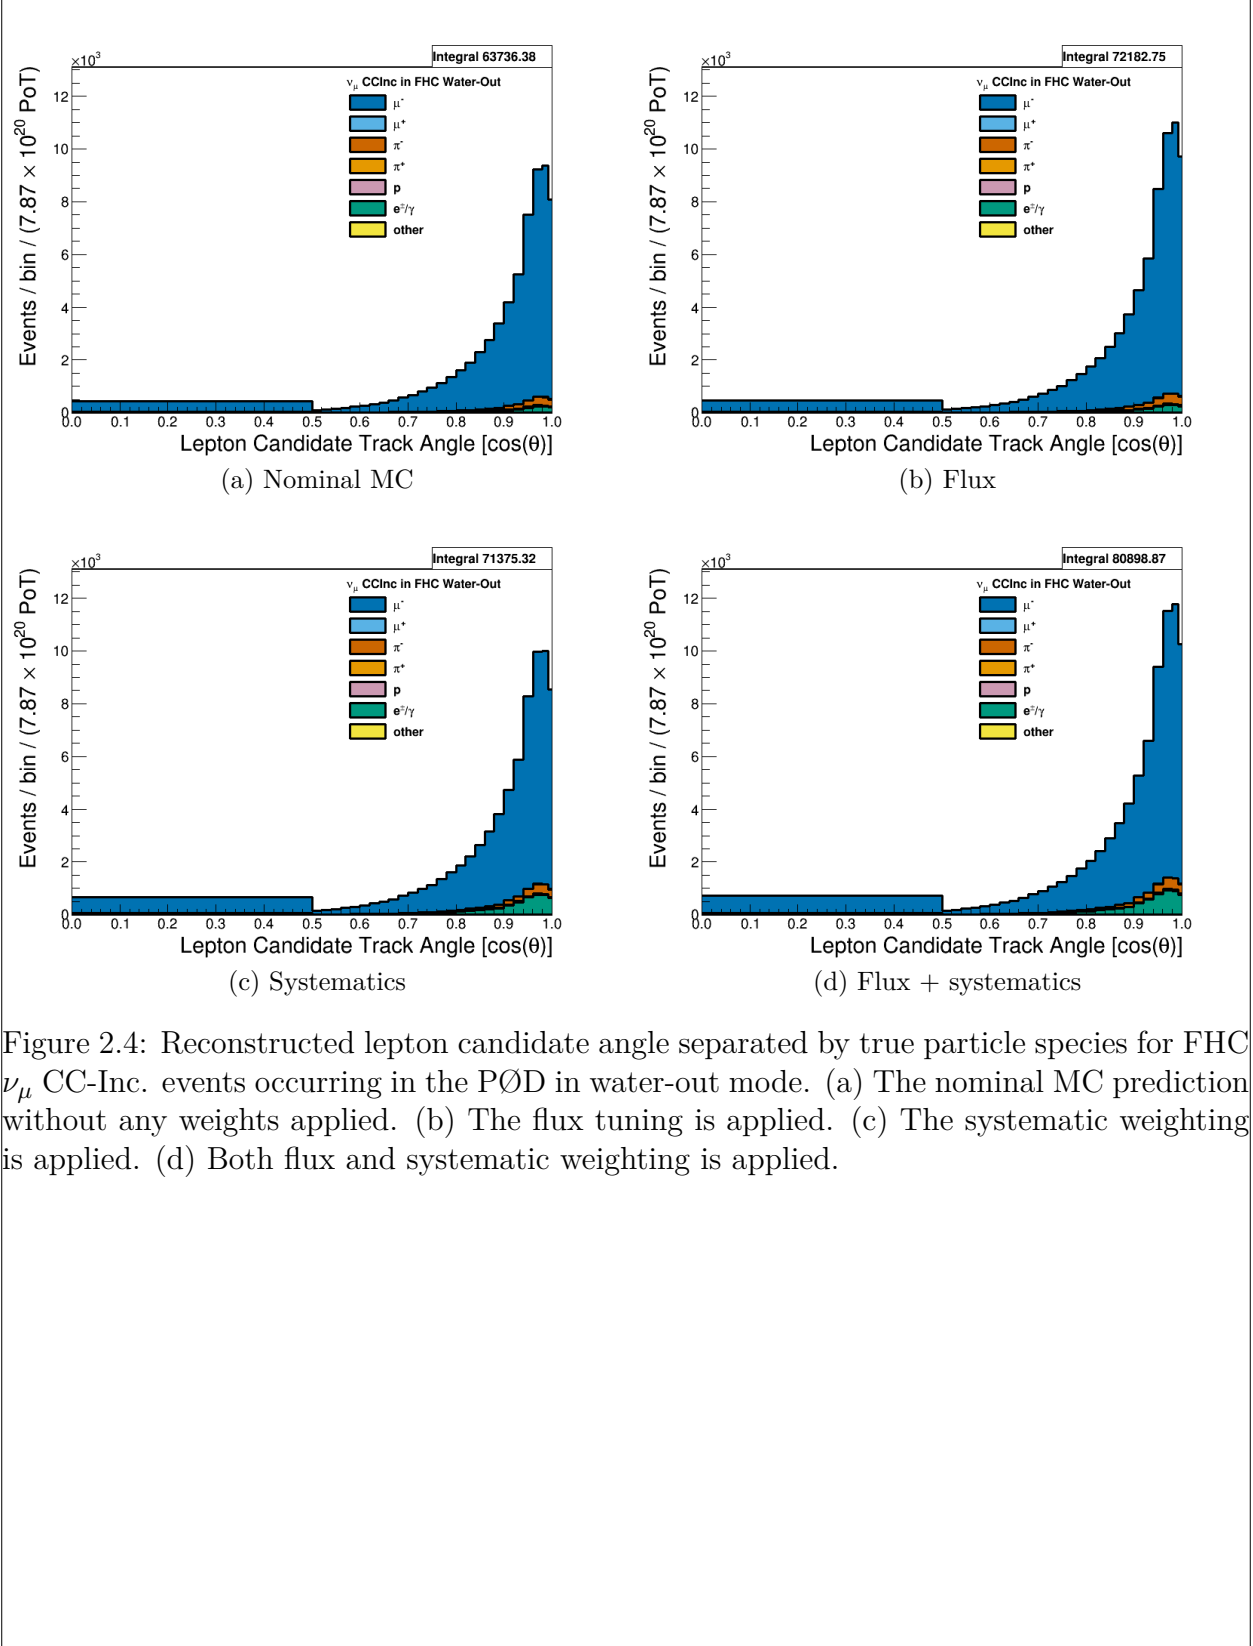 ×10³
Integral 63736.38
Events / bin / (7.87 × 10²⁰ PoT)
νμ CCInc in FHC Water-Out
μ⁻
μ⁺
π⁻
π⁺
p
e±/γ
other
12
10
8
6
4
2
0
0.0 0.1 0.2 0.3 0.4 0.5 0.6 0.7 0.8 0.9 1.0
Lepton Candidate Track Angle [cos(θ)]
(a) Nominal MC
×10³
Integral 72182.75
Events / bin / (7.87 × 10²⁰ PoT)
νμ CCInc in FHC Water-Out
μ⁻
μ⁺
π⁻
π⁺
p
e±/γ
other
12
10
8
6
4
2
0
0.0 0.1 0.2 0.3 0.4 0.5 0.6 0.7 0.8 0.9 1.0
Lepton Candidate Track Angle [cos(θ)]
(b) Flux
×10³
Integral 71375.32
Events / bin / (7.87 × 10²⁰ PoT)
νμ CCInc in FHC Water-Out
μ⁻
μ⁺
π⁻
π⁺
p
e±/γ
other
12
10
8
6
4
2
0
0.0 0.1 0.2 0.3 0.4 0.5 0.6 0.7 0.8 0.9 1.0
Lepton Candidate Track Angle [cos(θ)]
(c) Systematics
×10³
Integral 80898.87
Events / bin / (7.87 × 10²⁰ PoT)
νμ CCInc in FHC Water-Out
μ⁻
μ⁺
π⁻
π⁺
p
e±/γ
other
12
10
8
6
4
2
0
0.0 0.1 0.2 0.3 0.4 0.5 0.6 0.7 0.8 0.9 1.0
Lepton Candidate Track Angle [cos(θ)]
(d) Flux + systematics
Figure 2.4: Reconstructed lepton candidate angle separated by true particle species for FHC
νμ CC-Inc. events occurring in the PØD in water-out mode. (a) The nominal MC prediction
without any weights applied. (b) The flux tuning is applied. (c) The systematic weighting
is applied. (d) Both flux and systematic weighting is applied.